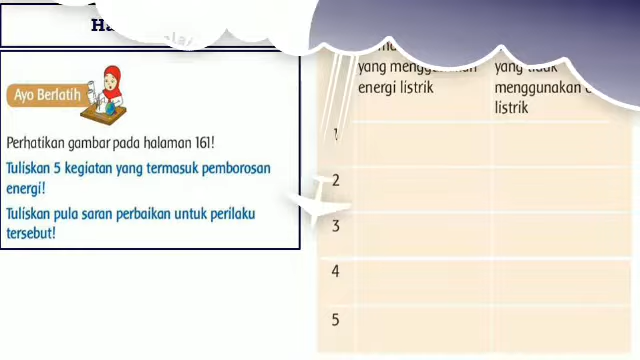 Ha
Ayo Berlatih
Perhatikan gambar pada halaman 161!
Tuliskan 5 kegiatan yang termasuk pemborosan
energi!
Tuliskan pula saran perbaikan untuk perilaku
tersebut!
yang menggunakan
energi listrik
yang tidak
menggunakan
listrik
1
2
3
4
5